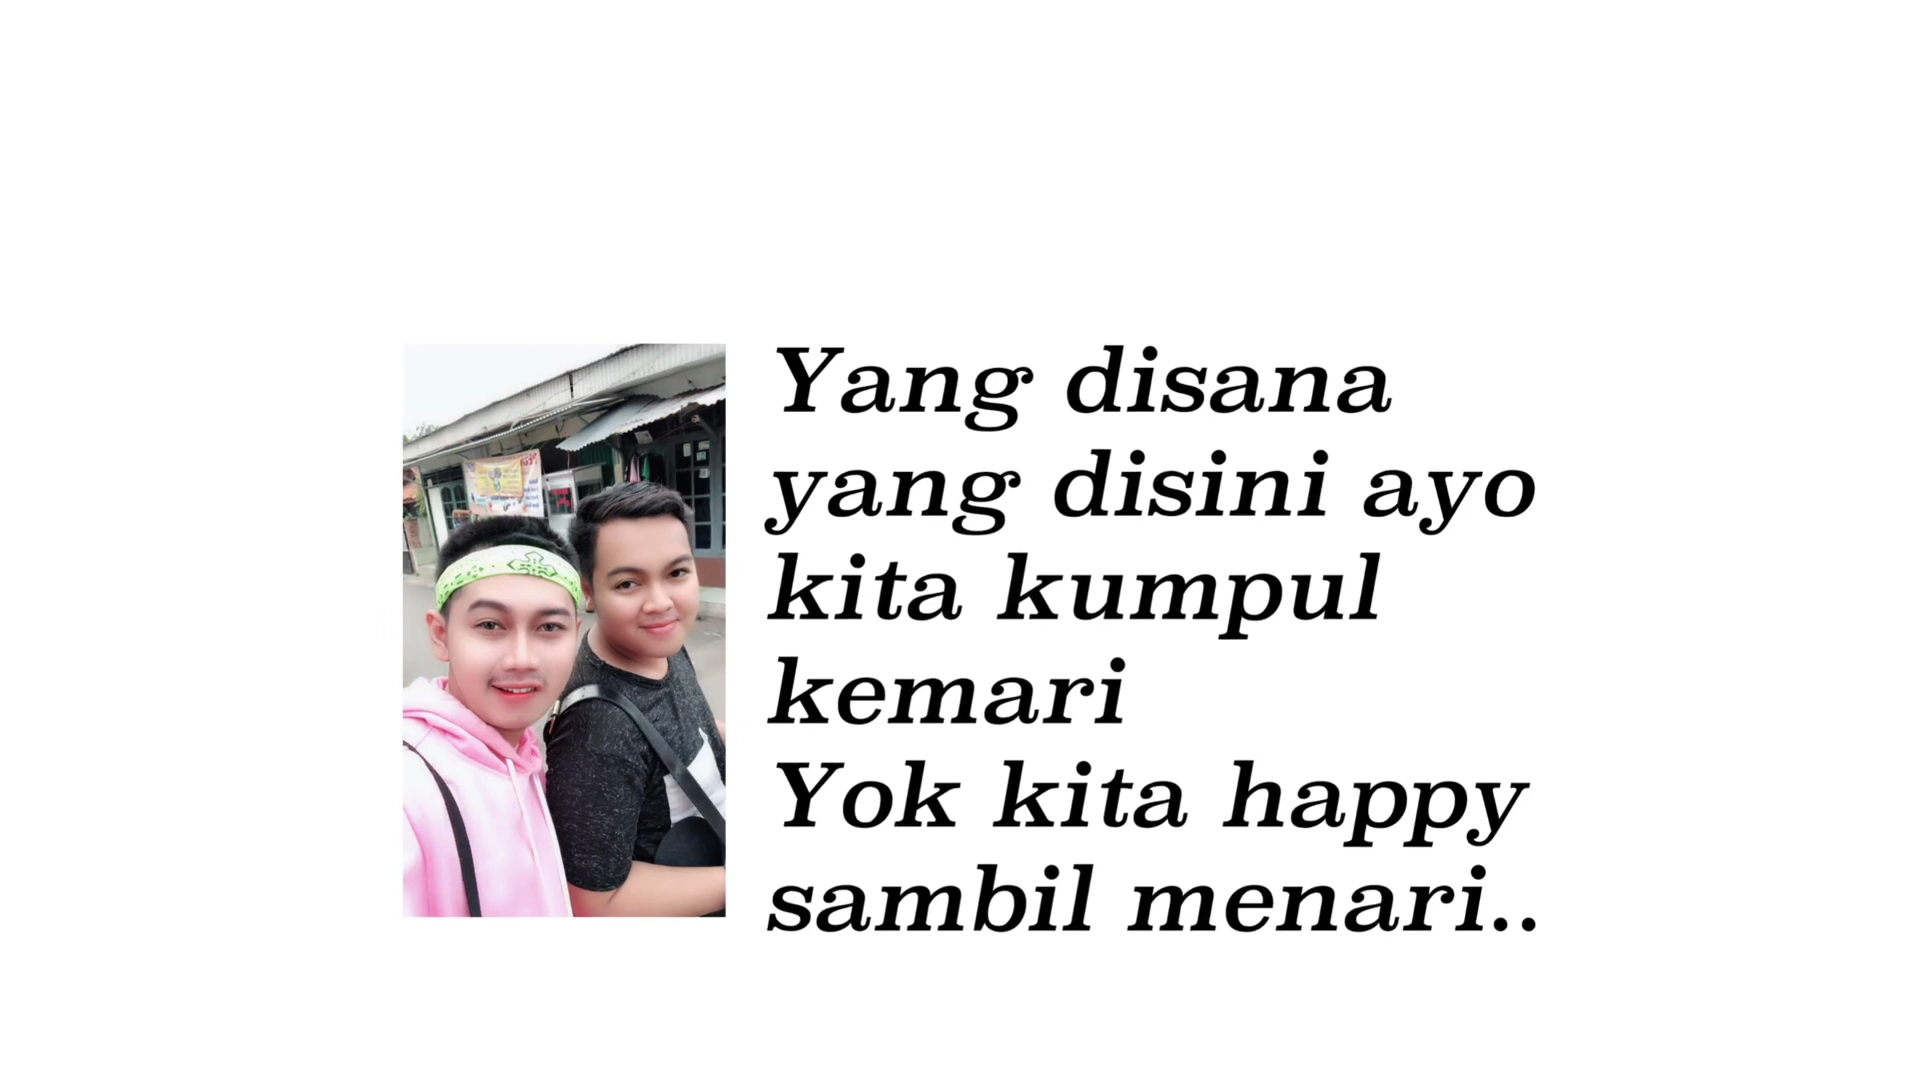 Yang disana
yang disini ayo
kita kumpul
kemari
Yok kita happy
sambil menari..